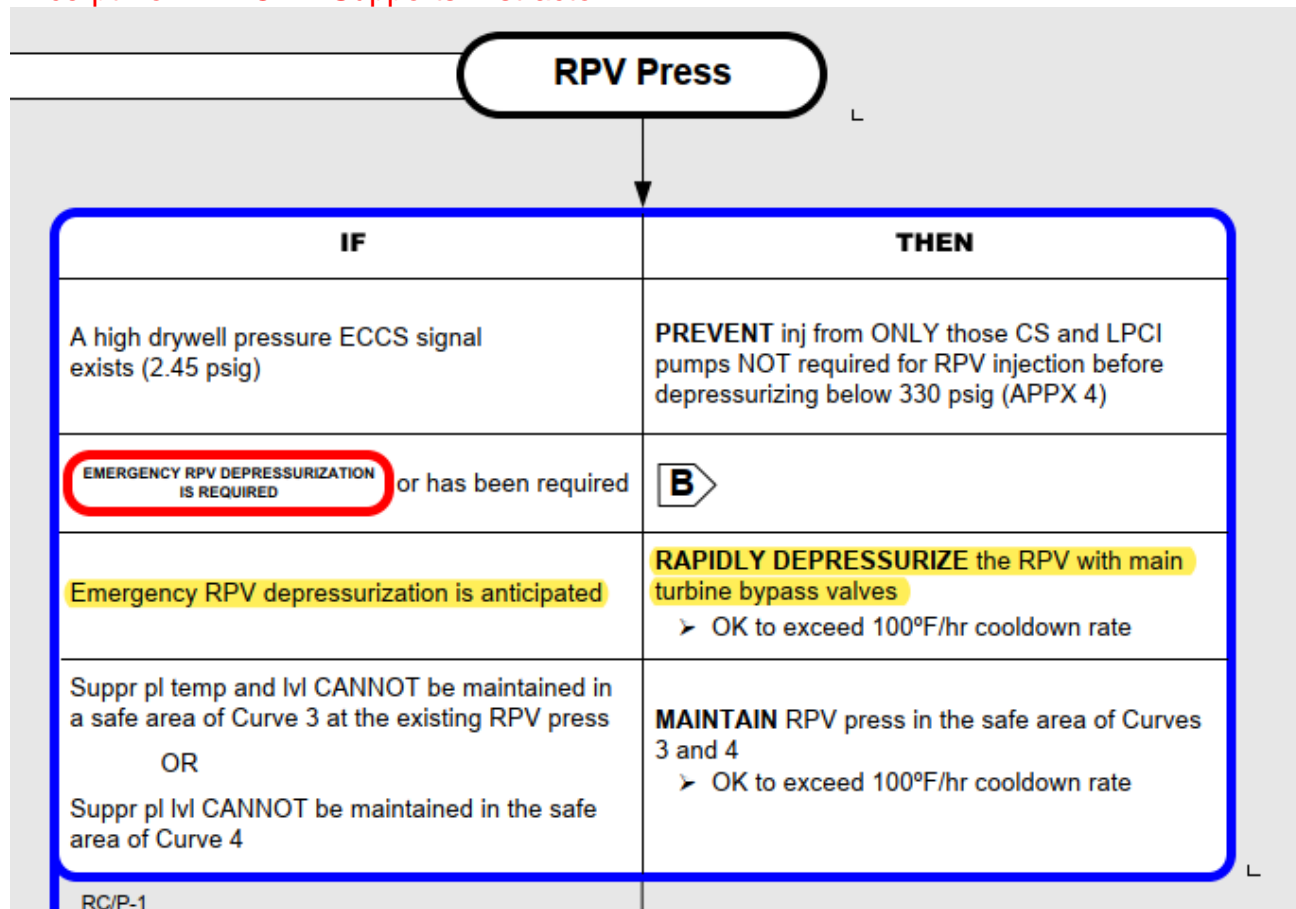 RPV Press
IF
THEN
A high drywell pressure ECCS signal
exists (2.45 psig)
PREVENT inj from ONLY those CS and LPCI
pumps NOT required for RPV injection before
depressurizing below 330 psig (APPX 4)
EMERGENCY RPV DEPRESSURIZATION
IS REQUIRED
or has been required
B
Emergency RPV depressurization is anticipated
RAPIDLY DEPRESSURIZE the RPV with main
turbine bypass valves
➤ OK to exceed 100ºF/hr cooldown rate
Suppr pl temp and lvl CANNOT be maintained in
a safe area of Curve 3 at the existing RPV press
OR
Suppr pl lvl CANNOT be maintained in the safe
area of Curve 4
MAINTAIN RPV press in the safe area of Curves
3 and 4
➤ OK to exceed 100ºF/hr cooldown rate
RC/P-1